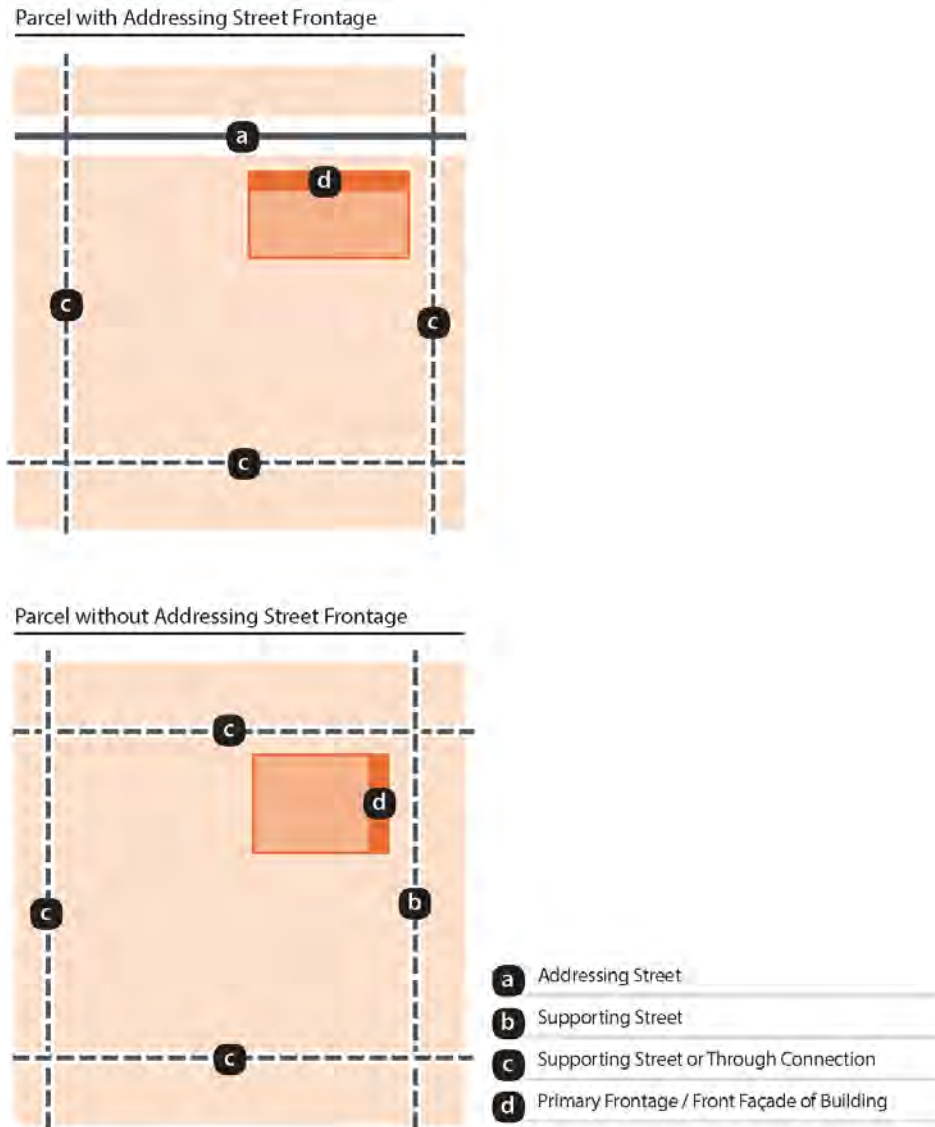 Parcel with Addressing Street Frontage
a
d
c
c
c
Parcel without Addressing Street Frontage
c
d
c
b
c
a Addressing Street
b Supporting Street
c Supporting Street or Through Connection
d Primary Frontage / Front Façade of Building